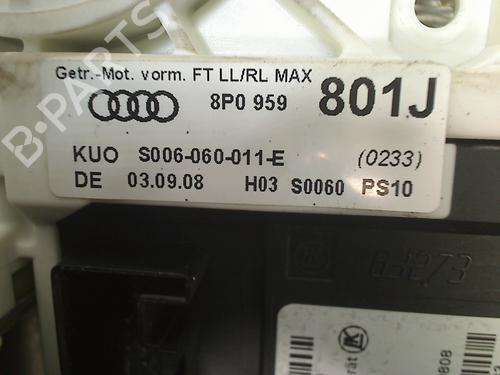 Getr.-Mot. vorm. FT LL/RL MAX
8P0 959 801J
KUO S006-060-011-E (0233)
DE 03.09.08 H03 S0060 PS10